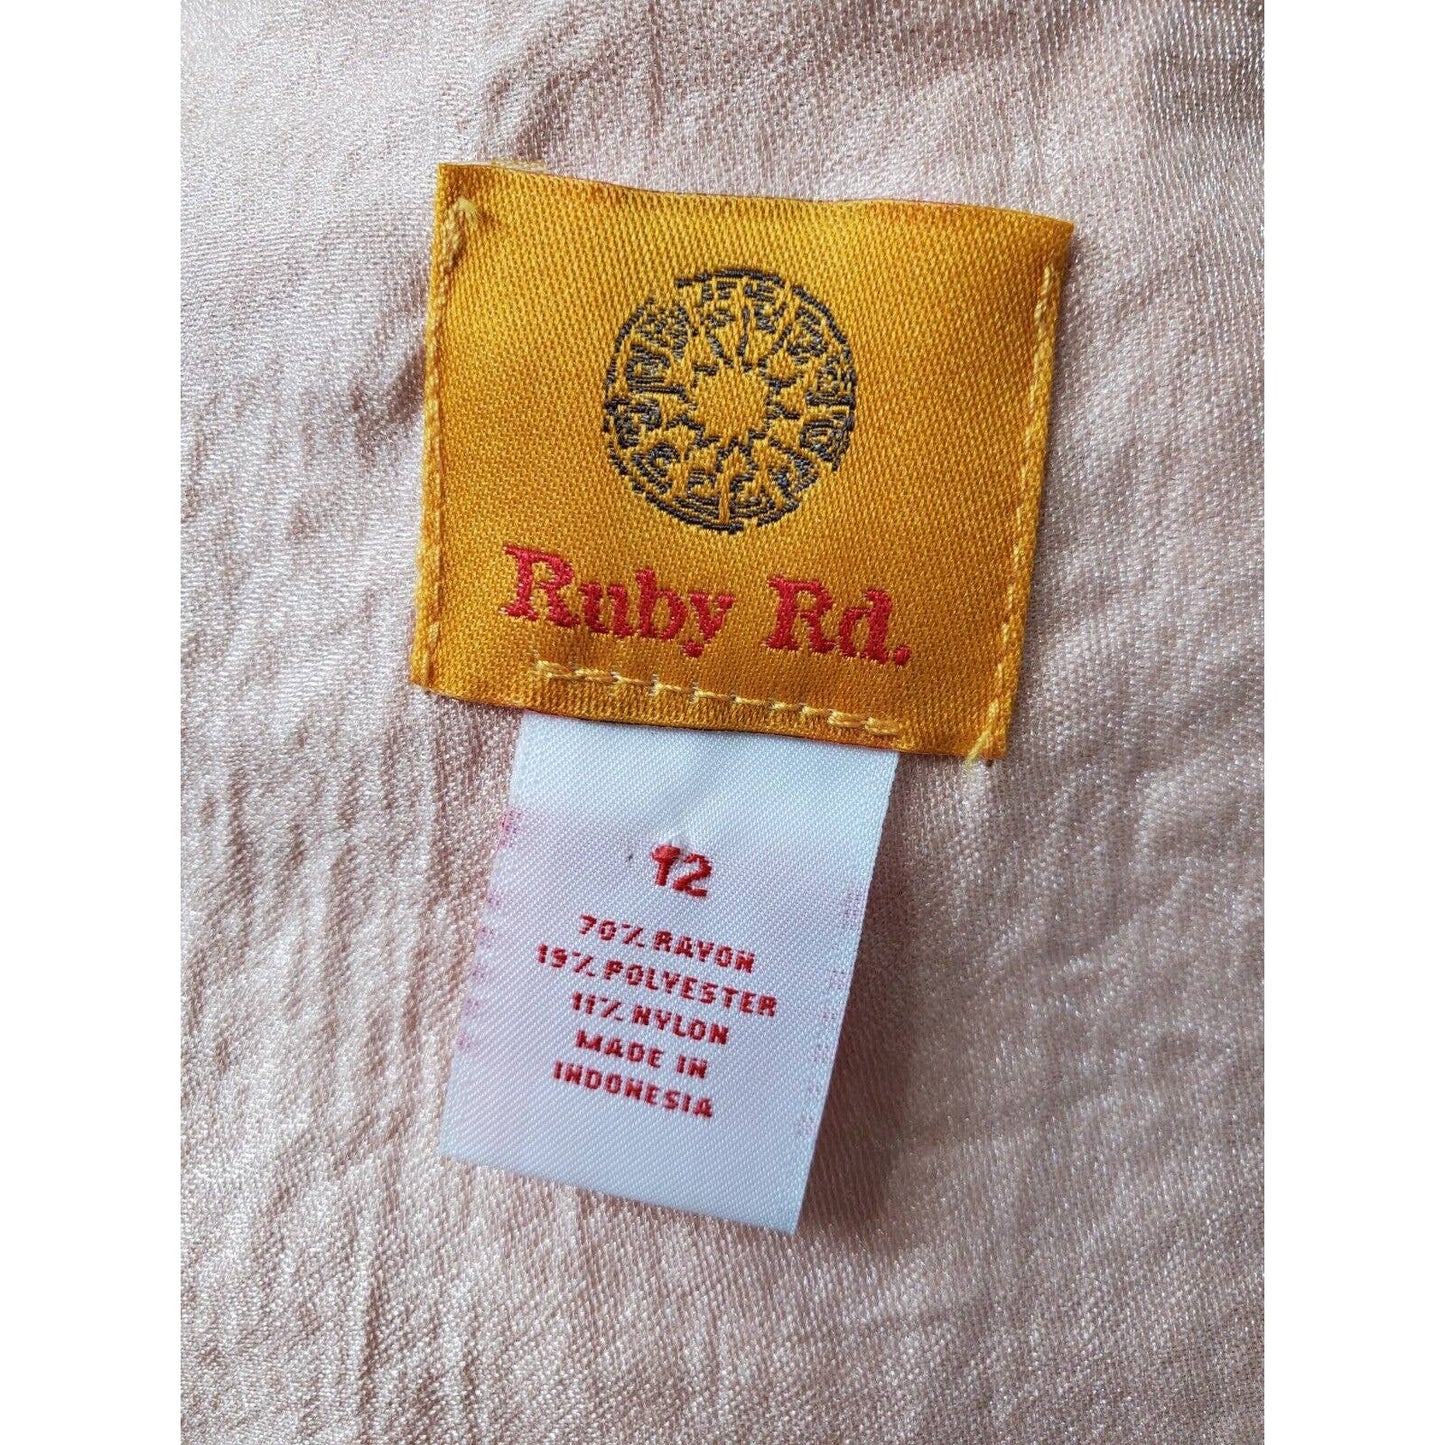 Ruby Rd.
12
70% RAYON
19% POLYESTER
11% NYLON
MADE IN
INDONESIA